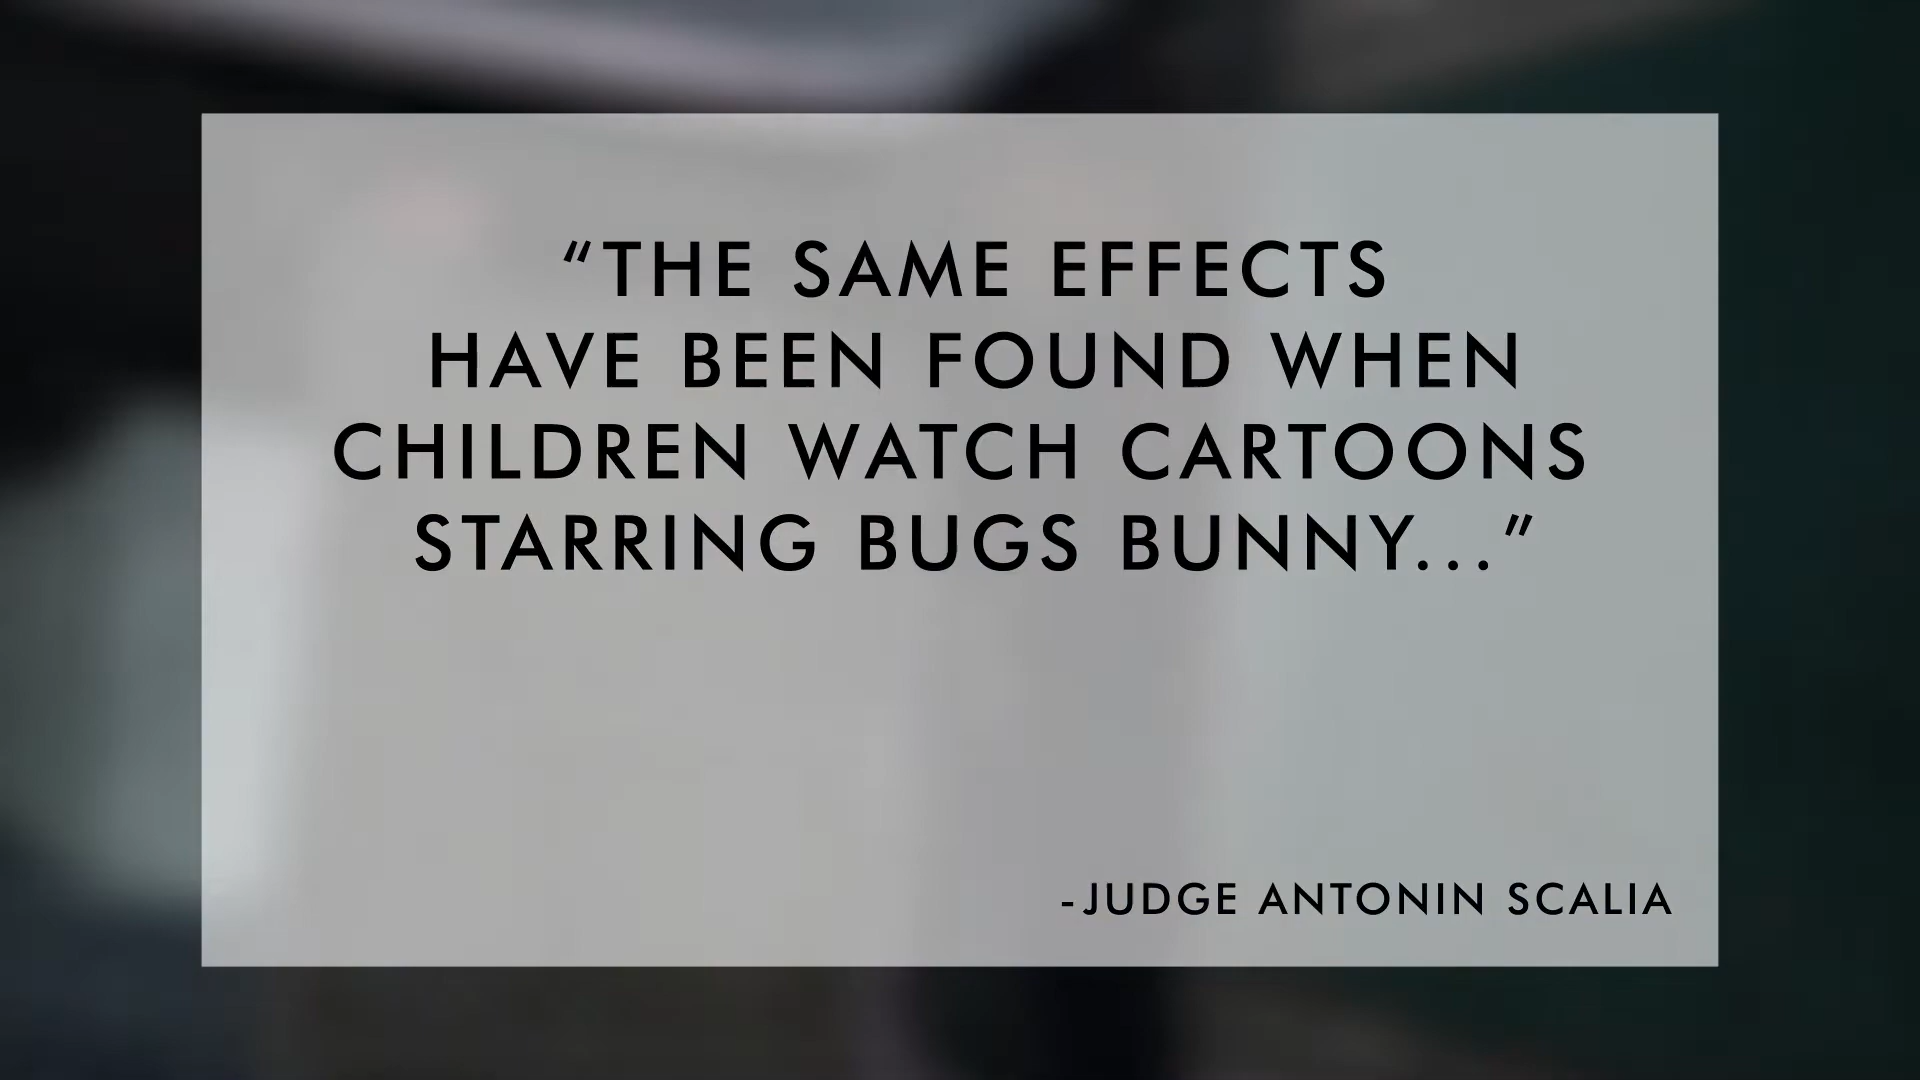 “THE SAME EFFECTS
HAVE BEEN FOUND WHEN
CHILDREN WATCH CARTOONS
STARRING BUGS BUNNY...”
-JUDGE ANTONIN SCALIA